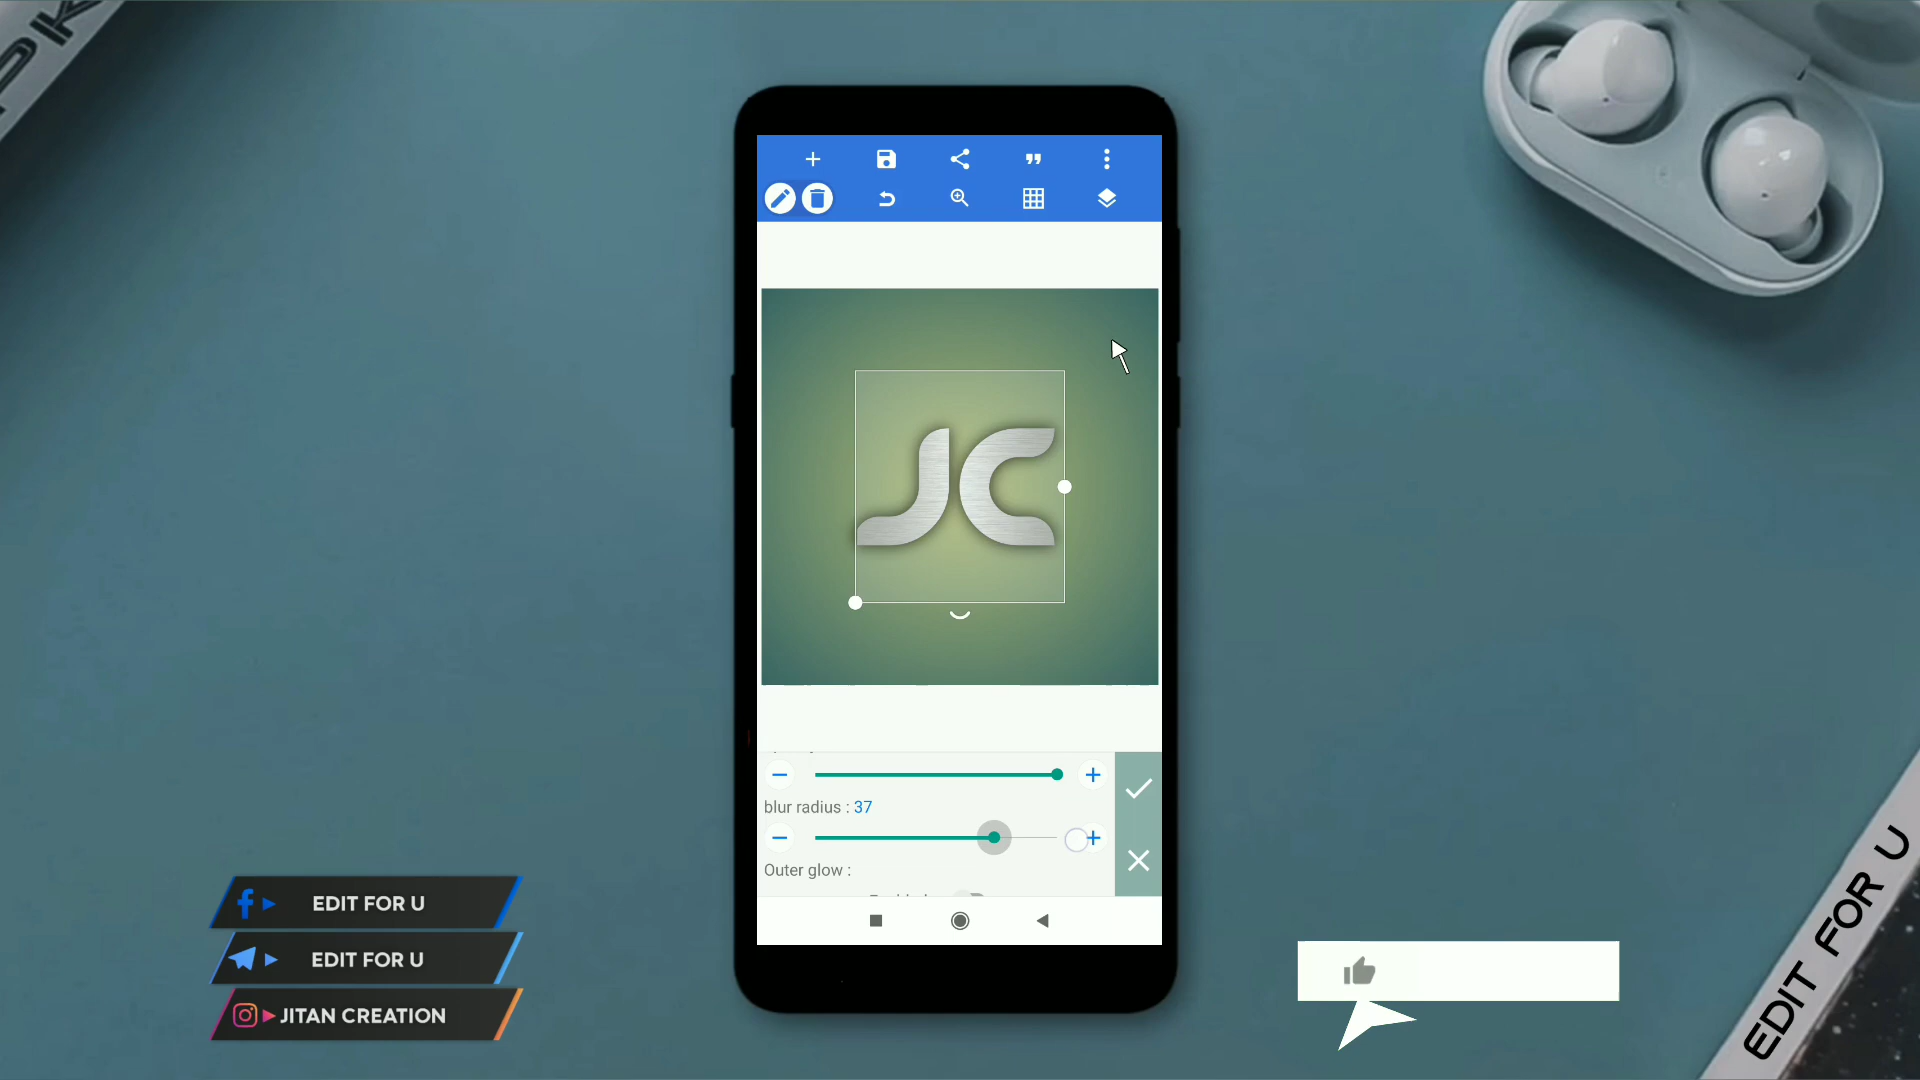 JC
blur radius : 37
Outer glow :
EDIT FOR U
EDIT FOR U
JITAN CREATION
EDIT FOR U